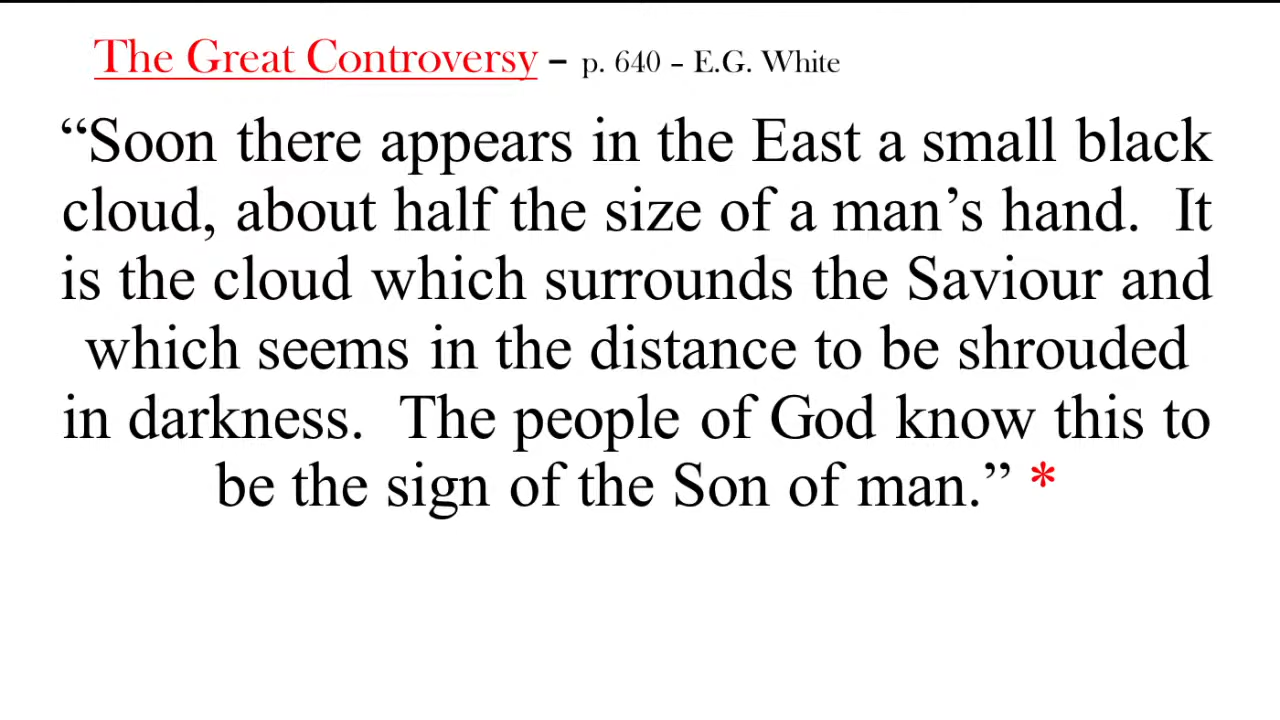 The Great Controversy – p. 640 – E.G. White
“Soon there appears in the East a small black
cloud, about half the size of a man’s hand.  It
is the cloud which surrounds the Saviour and
which seems in the distance to be shrouded
in darkness.  The people of God know this to
be the sign of the Son of man.” *